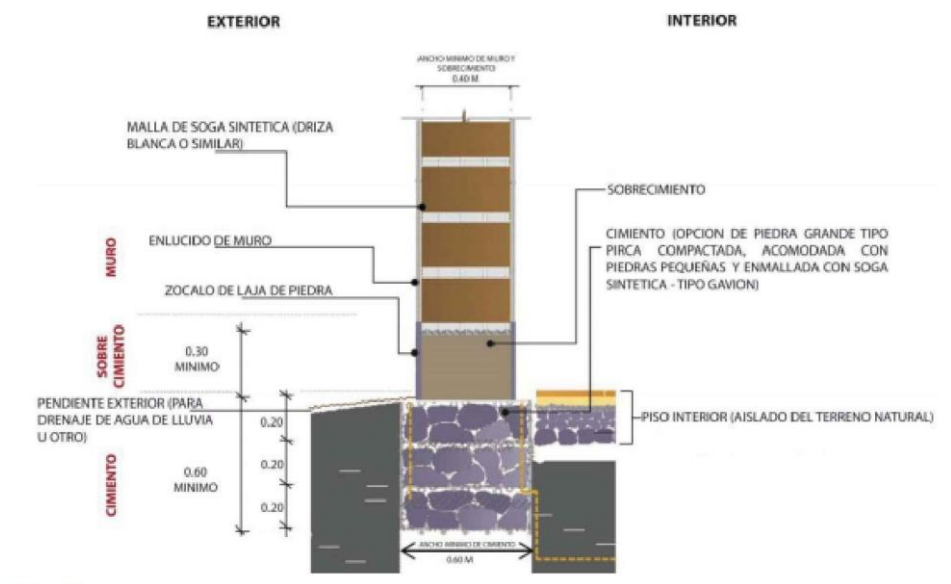 EXTERIOR
INTERIOR
(ANCHO MINIMO DE MURO Y
SOBRECIMIENTO)
0.40 M
MALLA DE SOGA SINTETICA (DRIZA
BLANCA O SIMILAR)
SOBRECIMIENTO
CIMIENTO (OPCION DE PIEDRA GRANDE TIPO
PIRCA COMPACTADA, ACOMODADA CON
PIEDRAS PEQUEÑAS Y ENMALLADA CON SOGA
SINTETICA - TIPO GAVION)
MURO
ENLUCIDO DE MURO
ZOCALO DE LAJA DE PIEDRA
SOBRE
CIMIENTO
0.30
MINIMO
PENDIENTE EXTERIOR (PARA
DRENAJE DE AGUA DE LLUVIA
U OTRO)
0.20
PISO INTERIOR (AISLADO DEL TERRENO NATURAL)
CIMIENTO
0.60
MINIMO
0.20
0.20
ANCHO MINIMO DE CIMIENTO
0.60 M